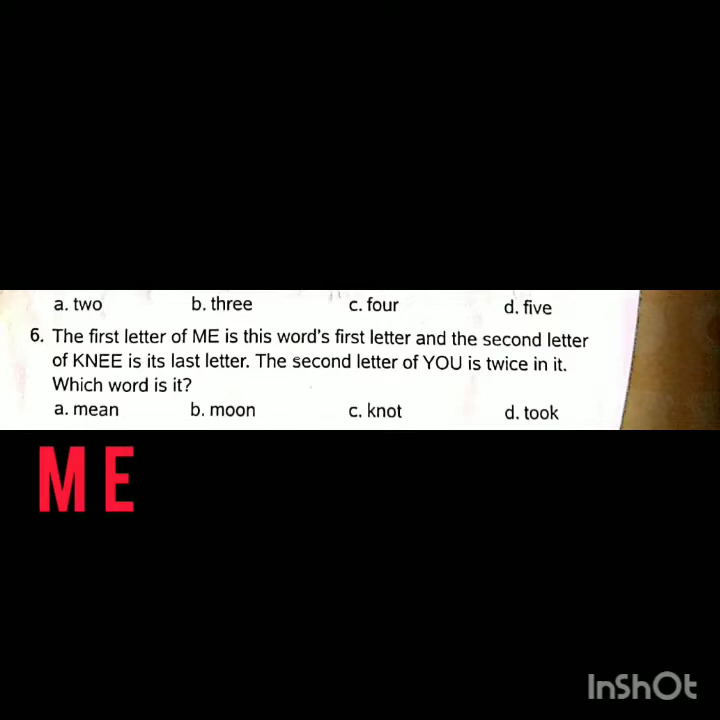 a. two b. three c. four d. five
6. The first letter of ME is this word's first letter and the second letter
of KNEE is its last letter. The second letter of YOU is twice in it.
Which word is it?
a. mean b. moon c. knot d. took
M E
InShOt